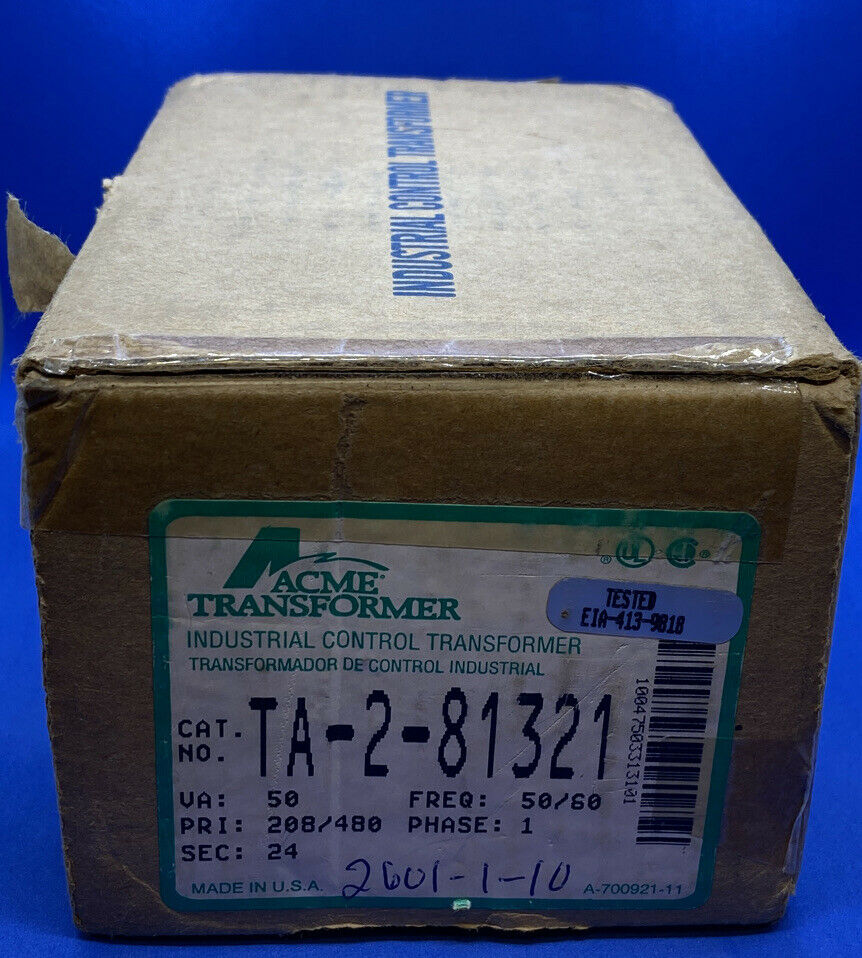 INDUSTRIAL CONTROL TRANSFORMER
ACME®
TRANSFORMER
® UL ®
TESTED
EIA-413-9818
INDUSTRIAL CONTROL TRANSFORMER
TRANSFORMADOR DE CONTROL INDUSTRIAL
CAT. NO. TA-2-81321
VA: 50 FREQ: 50/60
PRI: 208/480 PHASE: 1
SEC: 24
10047503313101
MADE IN U.S.A. 2601-1-10 A-700921-11